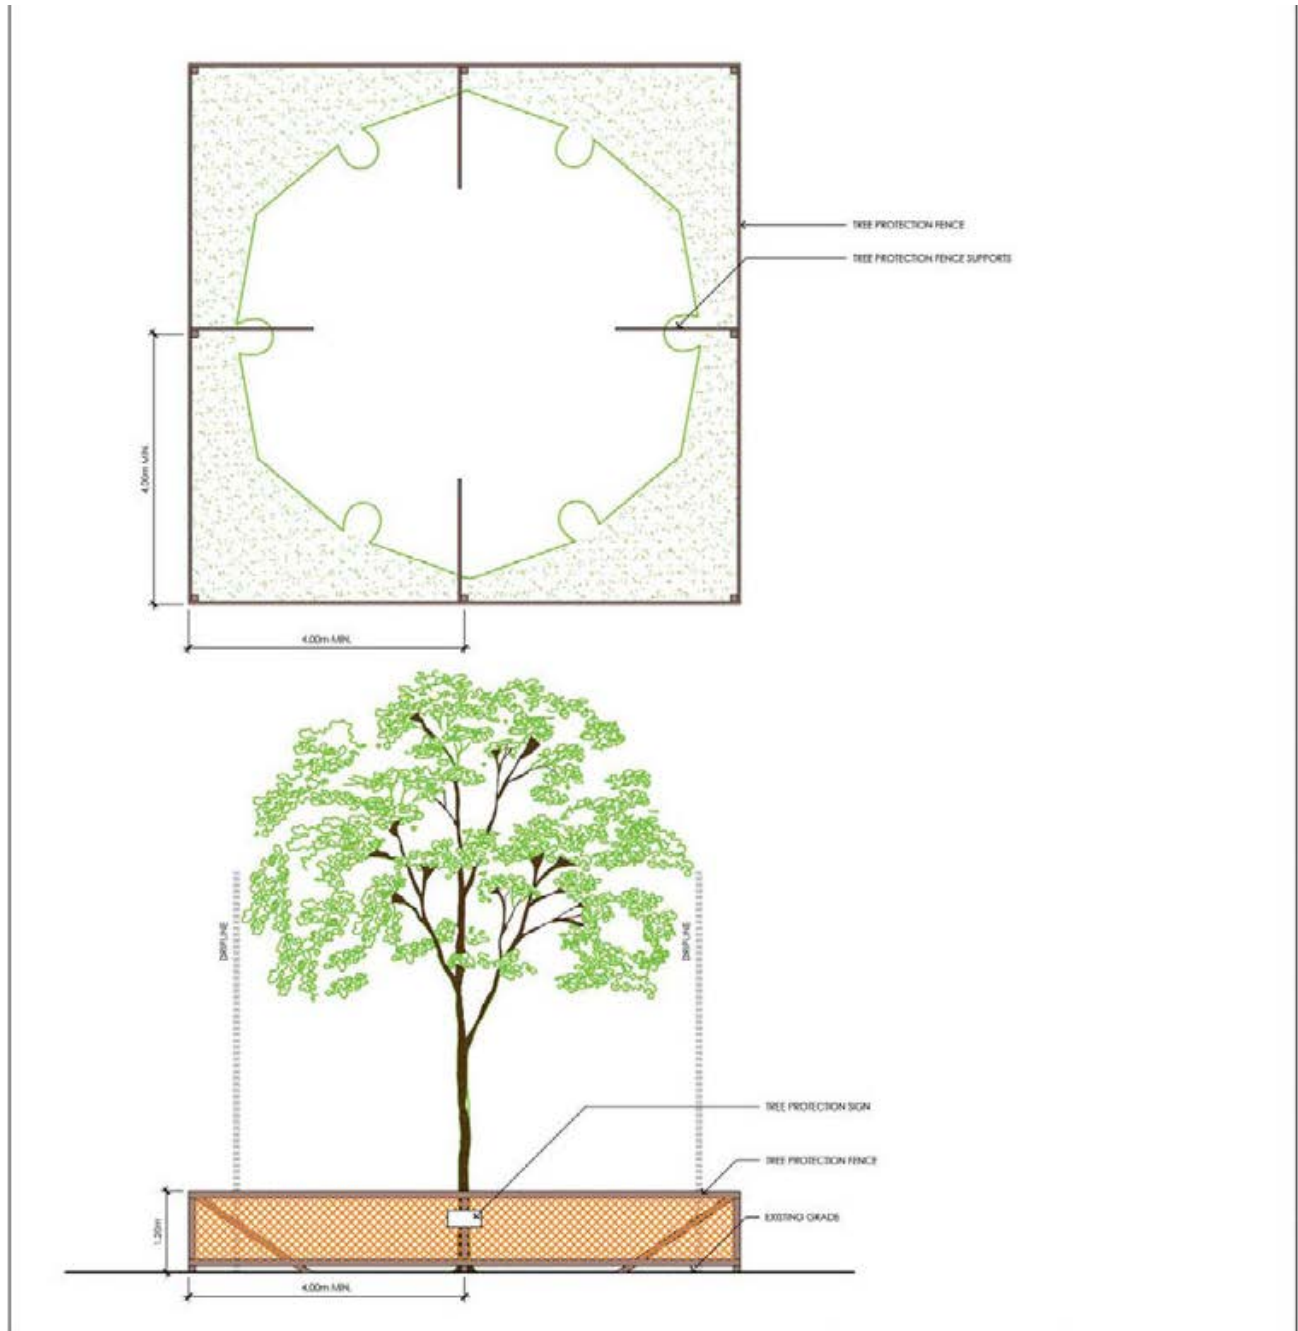 TREE PROTECTION FENCE
TREE PROTECTION FENCE SUPPORTS
4.00m MIN.
4.00m MIN.
DRIPLINE
DRIPLINE
TREE PROTECTION SIGN
TREE PROTECTION FENCE
EXISTING GRADE
1.20m
4.00m MIN.